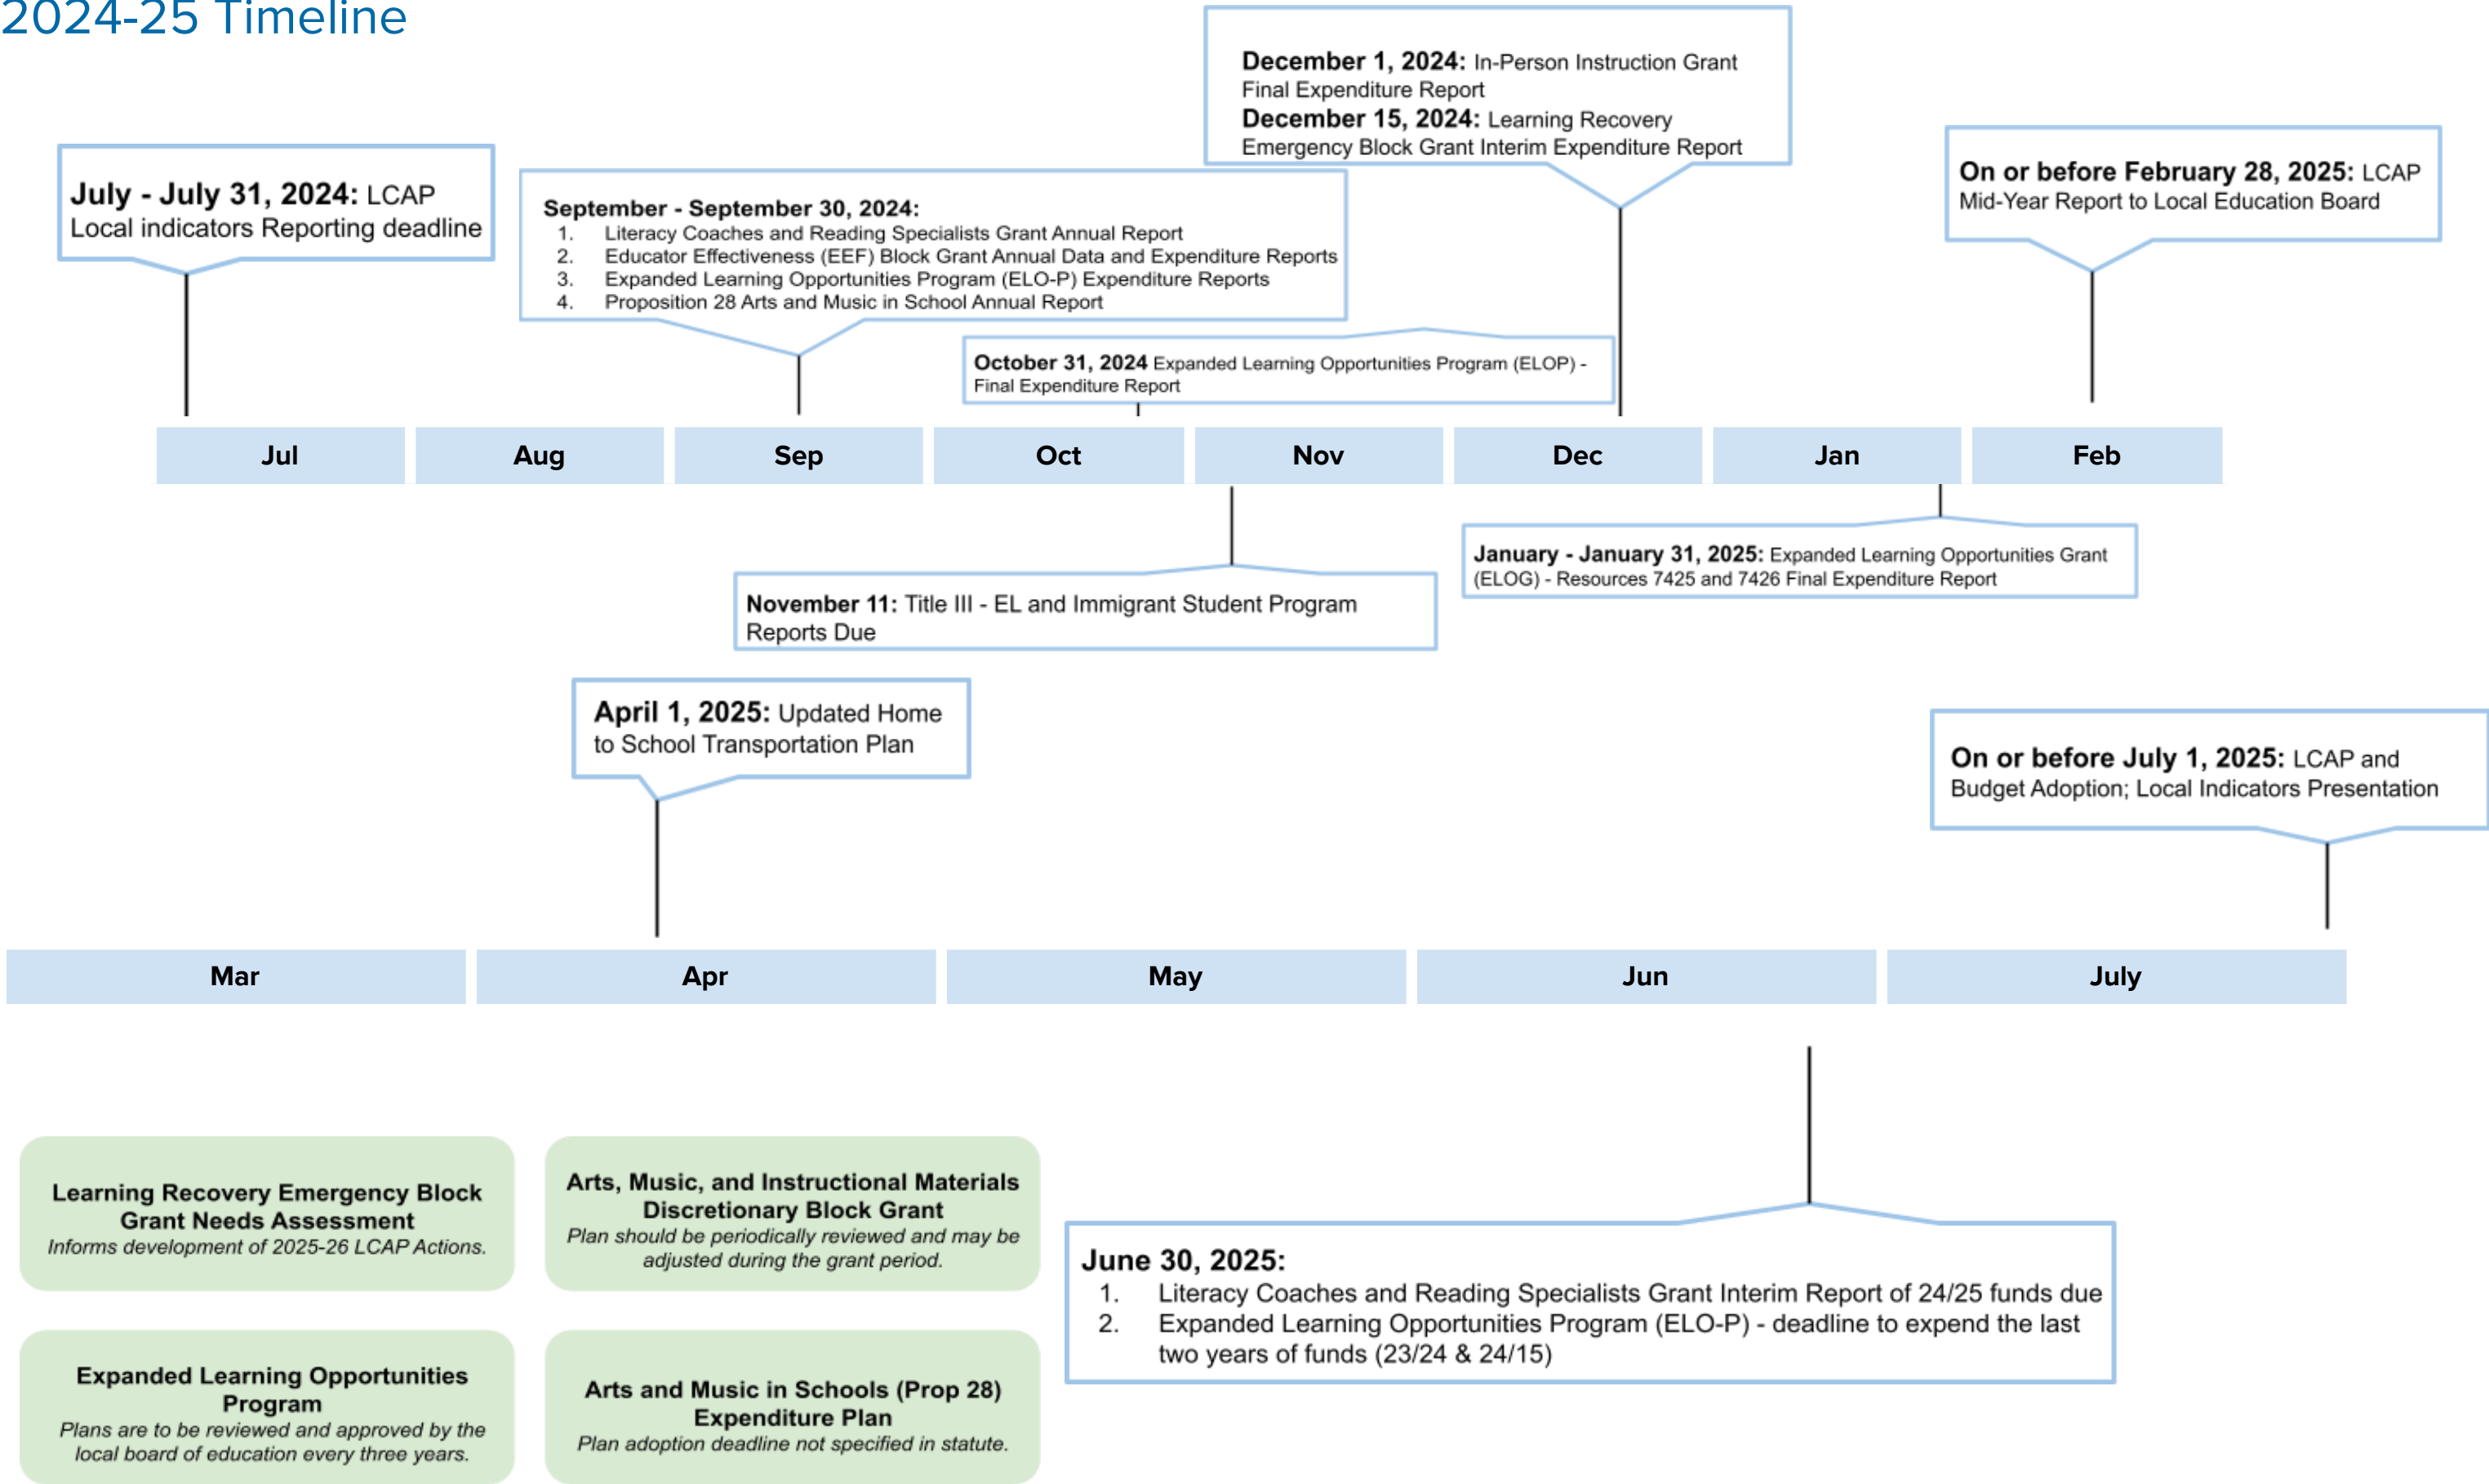 2024-25 Timeline
December 1, 2024: In-Person Instruction Grant
Final Expenditure Report
December 15, 2024: Learning Recovery
Emergency Block Grant Interim Expenditure Report
July - July 31, 2024: LCAP
Local indicators Reporting deadline
September - September 30, 2024:
1. Literacy Coaches and Reading Specialists Grant Annual Report
2. Educator Effectiveness (EEF) Block Grant Annual Data and Expenditure Reports
3. Expanded Learning Opportunities Program (ELO-P) Expenditure Reports
4. Proposition 28 Arts and Music in School Annual Report
On or before February 28, 2025: LCAP
Mid-Year Report to Local Education Board
October 31, 2024 Expanded Learning Opportunities Program (ELOP) -
Final Expenditure Report
Jul Aug Sep Oct Nov Dec Jan Feb
January - January 31, 2025: Expanded Learning Opportunities Grant
(ELOG) - Resources 7425 and 7426 Final Expenditure Report
November 11: Title III - EL and Immigrant Student Program
Reports Due
April 1, 2025: Updated Home
to School Transportation Plan
On or before July 1, 2025: LCAP and
Budget Adoption; Local Indicators Presentation
Mar Apr May Jun July
Learning Recovery Emergency Block
Grant Needs Assessment
Informs development of 2025-26 LCAP Actions.
Arts, Music, and Instructional Materials
Discretionary Block Grant
Plan should be periodically reviewed and may be
adjusted during the grant period.
Expanded Learning Opportunities
Program
Plans are to be reviewed and approved by the
local board of education every three years.
Arts and Music in Schools (Prop 28)
Expenditure Plan
Plan adoption deadline not specified in statute.
June 30, 2025:
1. Literacy Coaches and Reading Specialists Grant Interim Report of 24/25 funds due
2. Expanded Learning Opportunities Program (ELO-P) - deadline to expend the last
two years of funds (23/24 & 24/15)